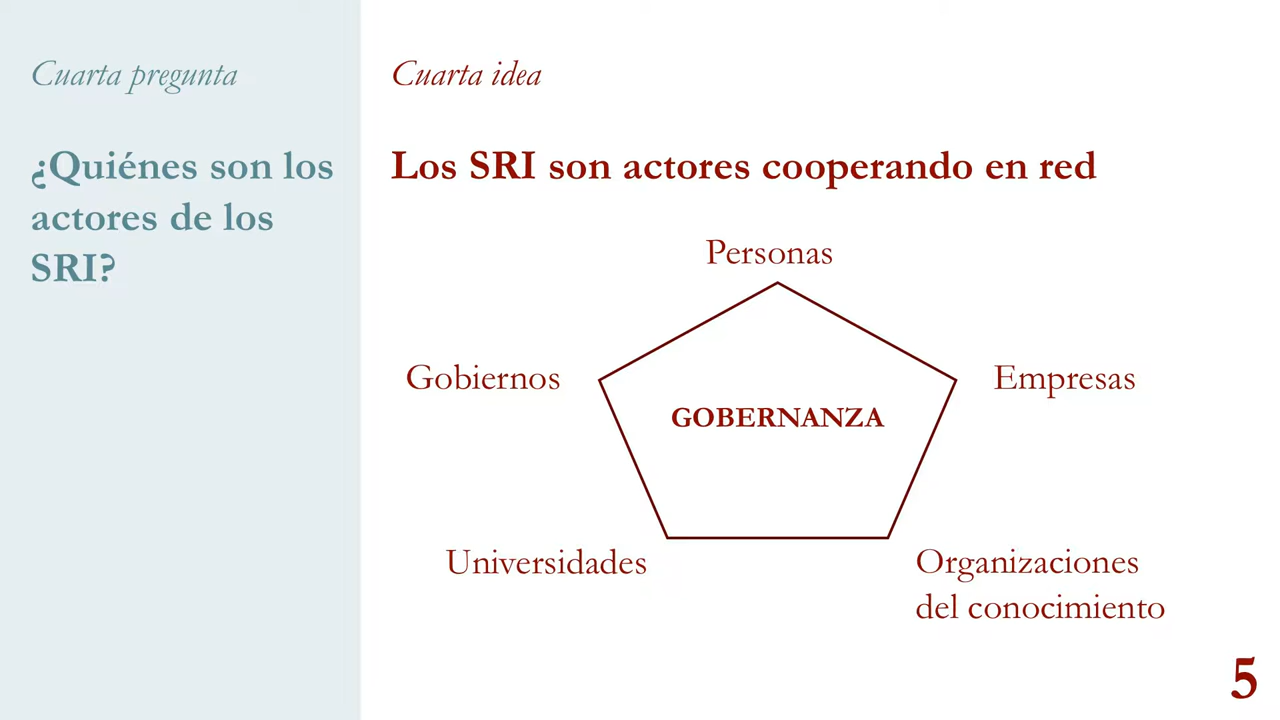 Cuarta pregunta
¿Quiénes son los
actores de los
SRI?
Cuarta idea
Los SRI son actores cooperando en red
Personas
Gobiernos
Empresas
GOBERNANZA
Universidades
Organizaciones
del conocimiento
5